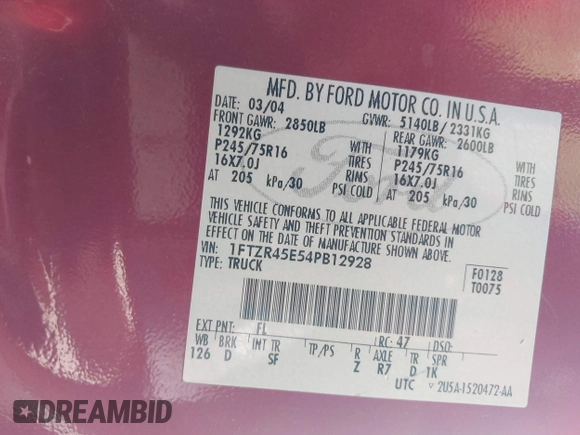 MFD. BY FORD MOTOR CO. IN U.S.A.
DATE: 03/04 GVWR: 5140LB/ 2331KG
FRONT GAWR: 2850LB REAR GAWR: 2600LB
1292KG WITH 1179KG WITH
P245/75R16 TIRES P245/75R16 TIRES
16X7.0J RIMS 16X7.0J RIMS
AT 205 kPa/30 PSI COLD AT 205 kPa/30 PSI COLD
Ford
THIS VEHICLE CONFORMS TO ALL APPLICABLE FEDERAL MOTOR
VEHICLE SAFETY AND THEFT PREVENTION STANDARDS IN
EFFECT ON THE DATE OF MANUFACTURE SHOWN ABOVE.
VIN: 1FTZR45E54PB12928 F0128
TYPE: TRUCK T0075
EXT PNT: FL RC: 47 DSO:
WB BRK INT TR TP/PS R AXLE TR SPR
126 D SF Z R7 D 1K
UTC ▽ 2U5A-1520472-AA
DREAMBID